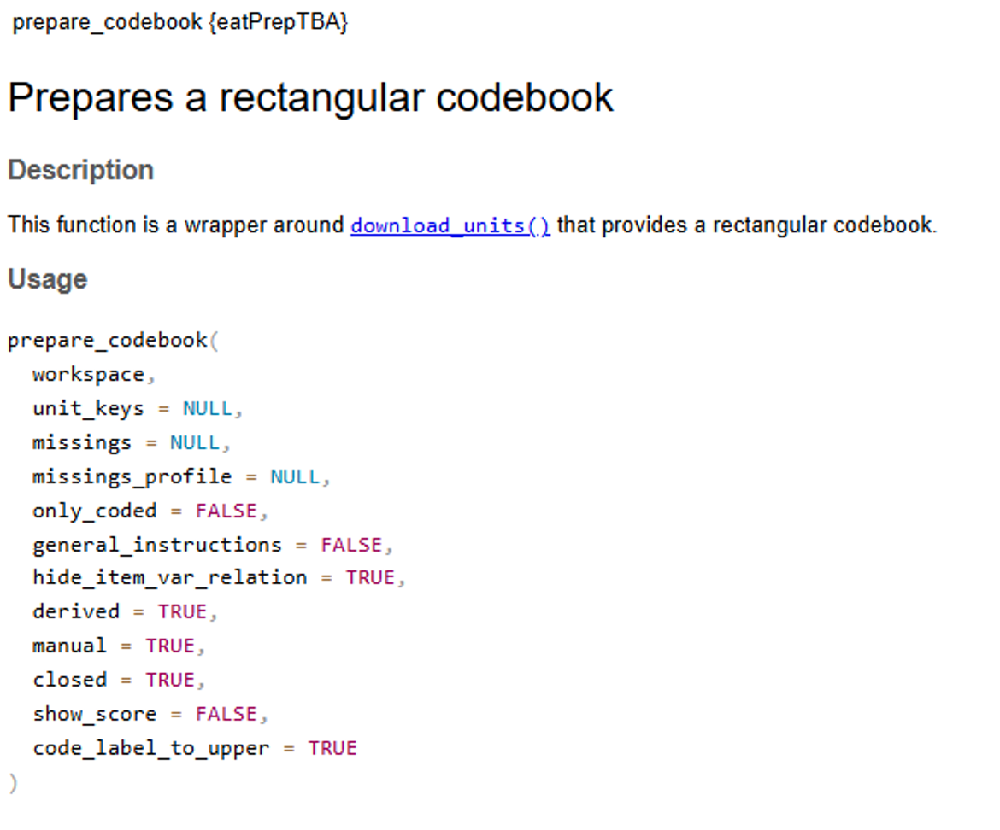 prepare_codebook {eatPrepTBA}
Prepares a rectangular codebook
Description
This function is a wrapper around download_units() that provides a rectangular codebook.
Usage
prepare_codebook(
  workspace,
  unit_keys = NULL,
  missings = NULL,
  missings_profile = NULL,
  only_coded = FALSE,
  general_instructions = FALSE,
  hide_item_var_relation = TRUE,
  derived = TRUE,
  manual = TRUE,
  closed = TRUE,
  show_score = FALSE,
  code_label_to_upper = TRUE
)